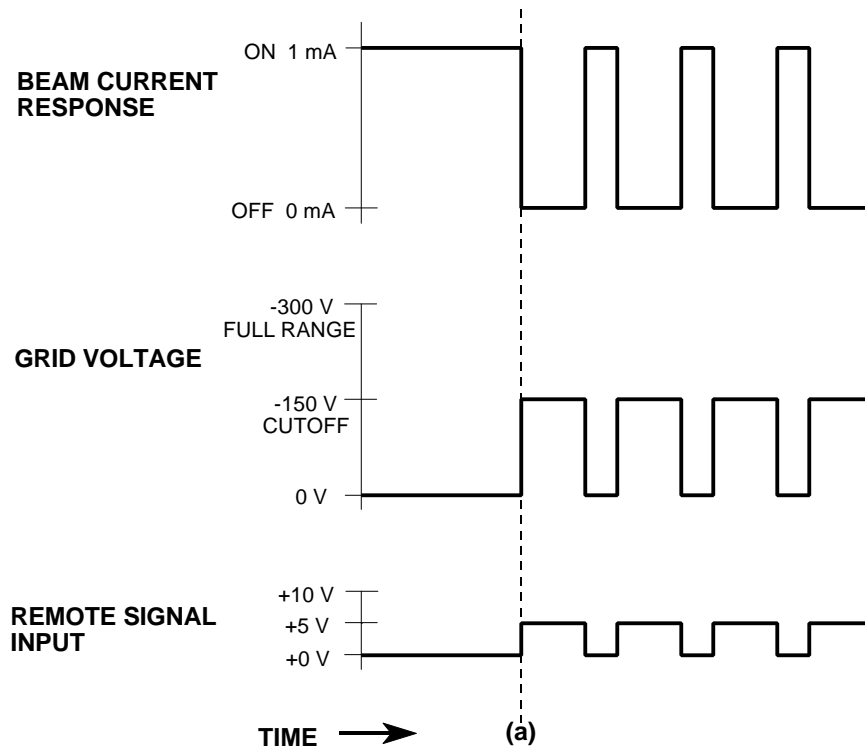 BEAM CURRENT
RESPONSE
ON 1 mA
OFF 0 mA
GRID VOLTAGE
-300 V
FULL RANGE
-150 V
CUTOFF
0 V
REMOTE SIGNAL
INPUT
+10 V
+5 V
+0 V
TIME
(a)